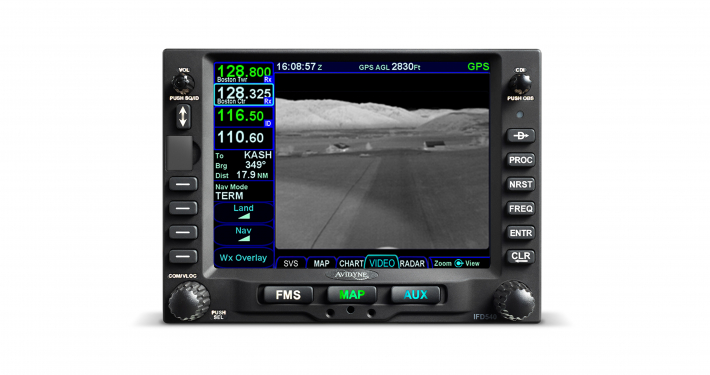 VOL
PUSH SQ/ID
128.800
Boston Twr Rx
128.325
Boston Ctr Rx
116.50
ID
110.60
To KASH
Brg 349°
Dist 17.9 NM
Nav Mode
TERM
Land
Nav
Wx Overlay
16:08:57 Z GPS AGL 2830Ft GPS
SVS MAP CHART VIDEO RADAR Zoom View
CDI
PUSH OBS
D
PROC
NRST
FREQ
ENTR
CLR
COM/VLOC
PUSH
SEL
AVIDYNE
FMS MAP AUX
IFD540